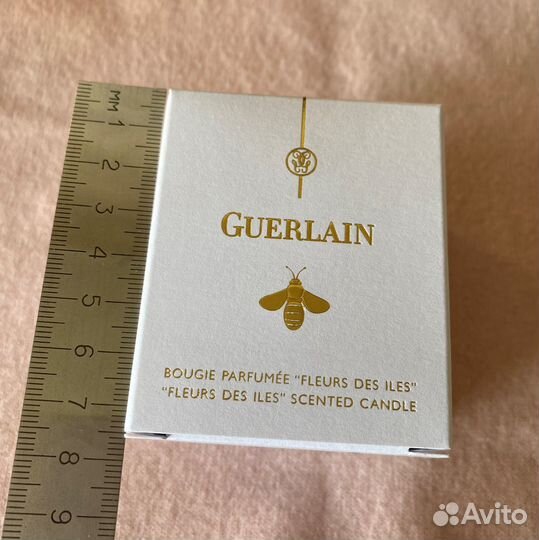 мм 1
2
3
4
5
6
7
8
9
GUERLAIN
BOUGIE PARFUMÉE "FLEURS DES ILES"
"FLEURS DES ILES" SCENTED CANDLE
Avito